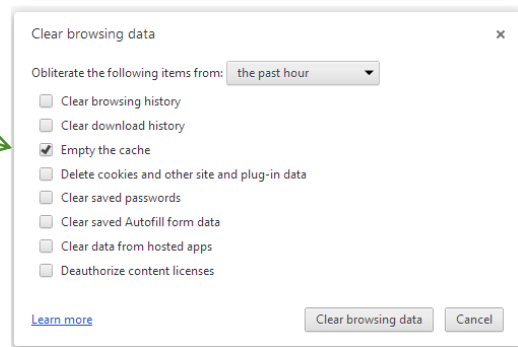 Clear browsing data
Obliterate the following items from: the past hour
Clear browsing history
Clear download history
Empty the cache
Delete cookies and other site and plug-in data
Clear saved passwords
Clear saved Autofill form data
Clear data from hosted apps
Deauthorize content licenses
Learn more Clear browsing data Cancel